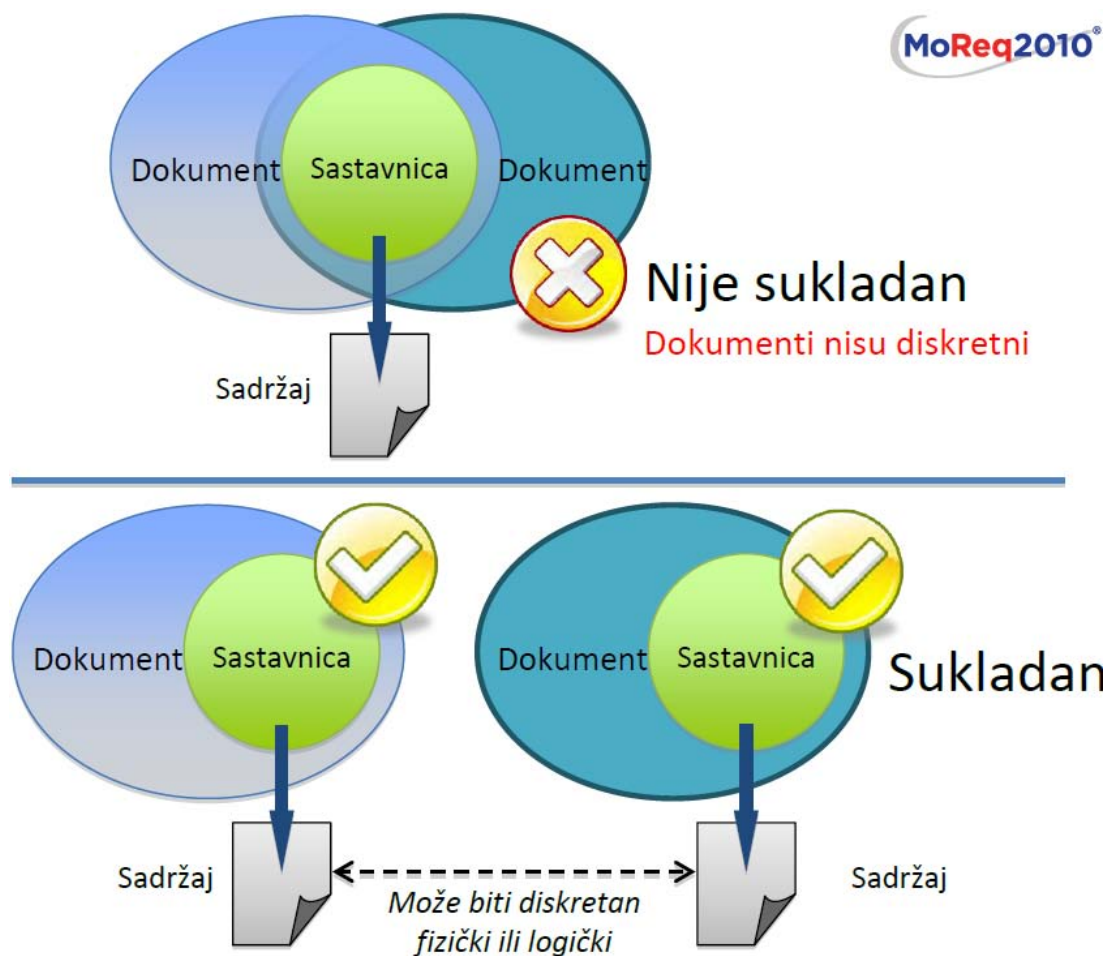 MoReq2010®
Dokument
Sastavnica
Dokument
Nije sukladan
Dokumenti nisu diskretni
Sadržaj
Dokument
Sastavnica
Dokument
Sastavnica
Sukladan
Sadržaj
Sadržaj
Može biti diskretan
fizički ili logički